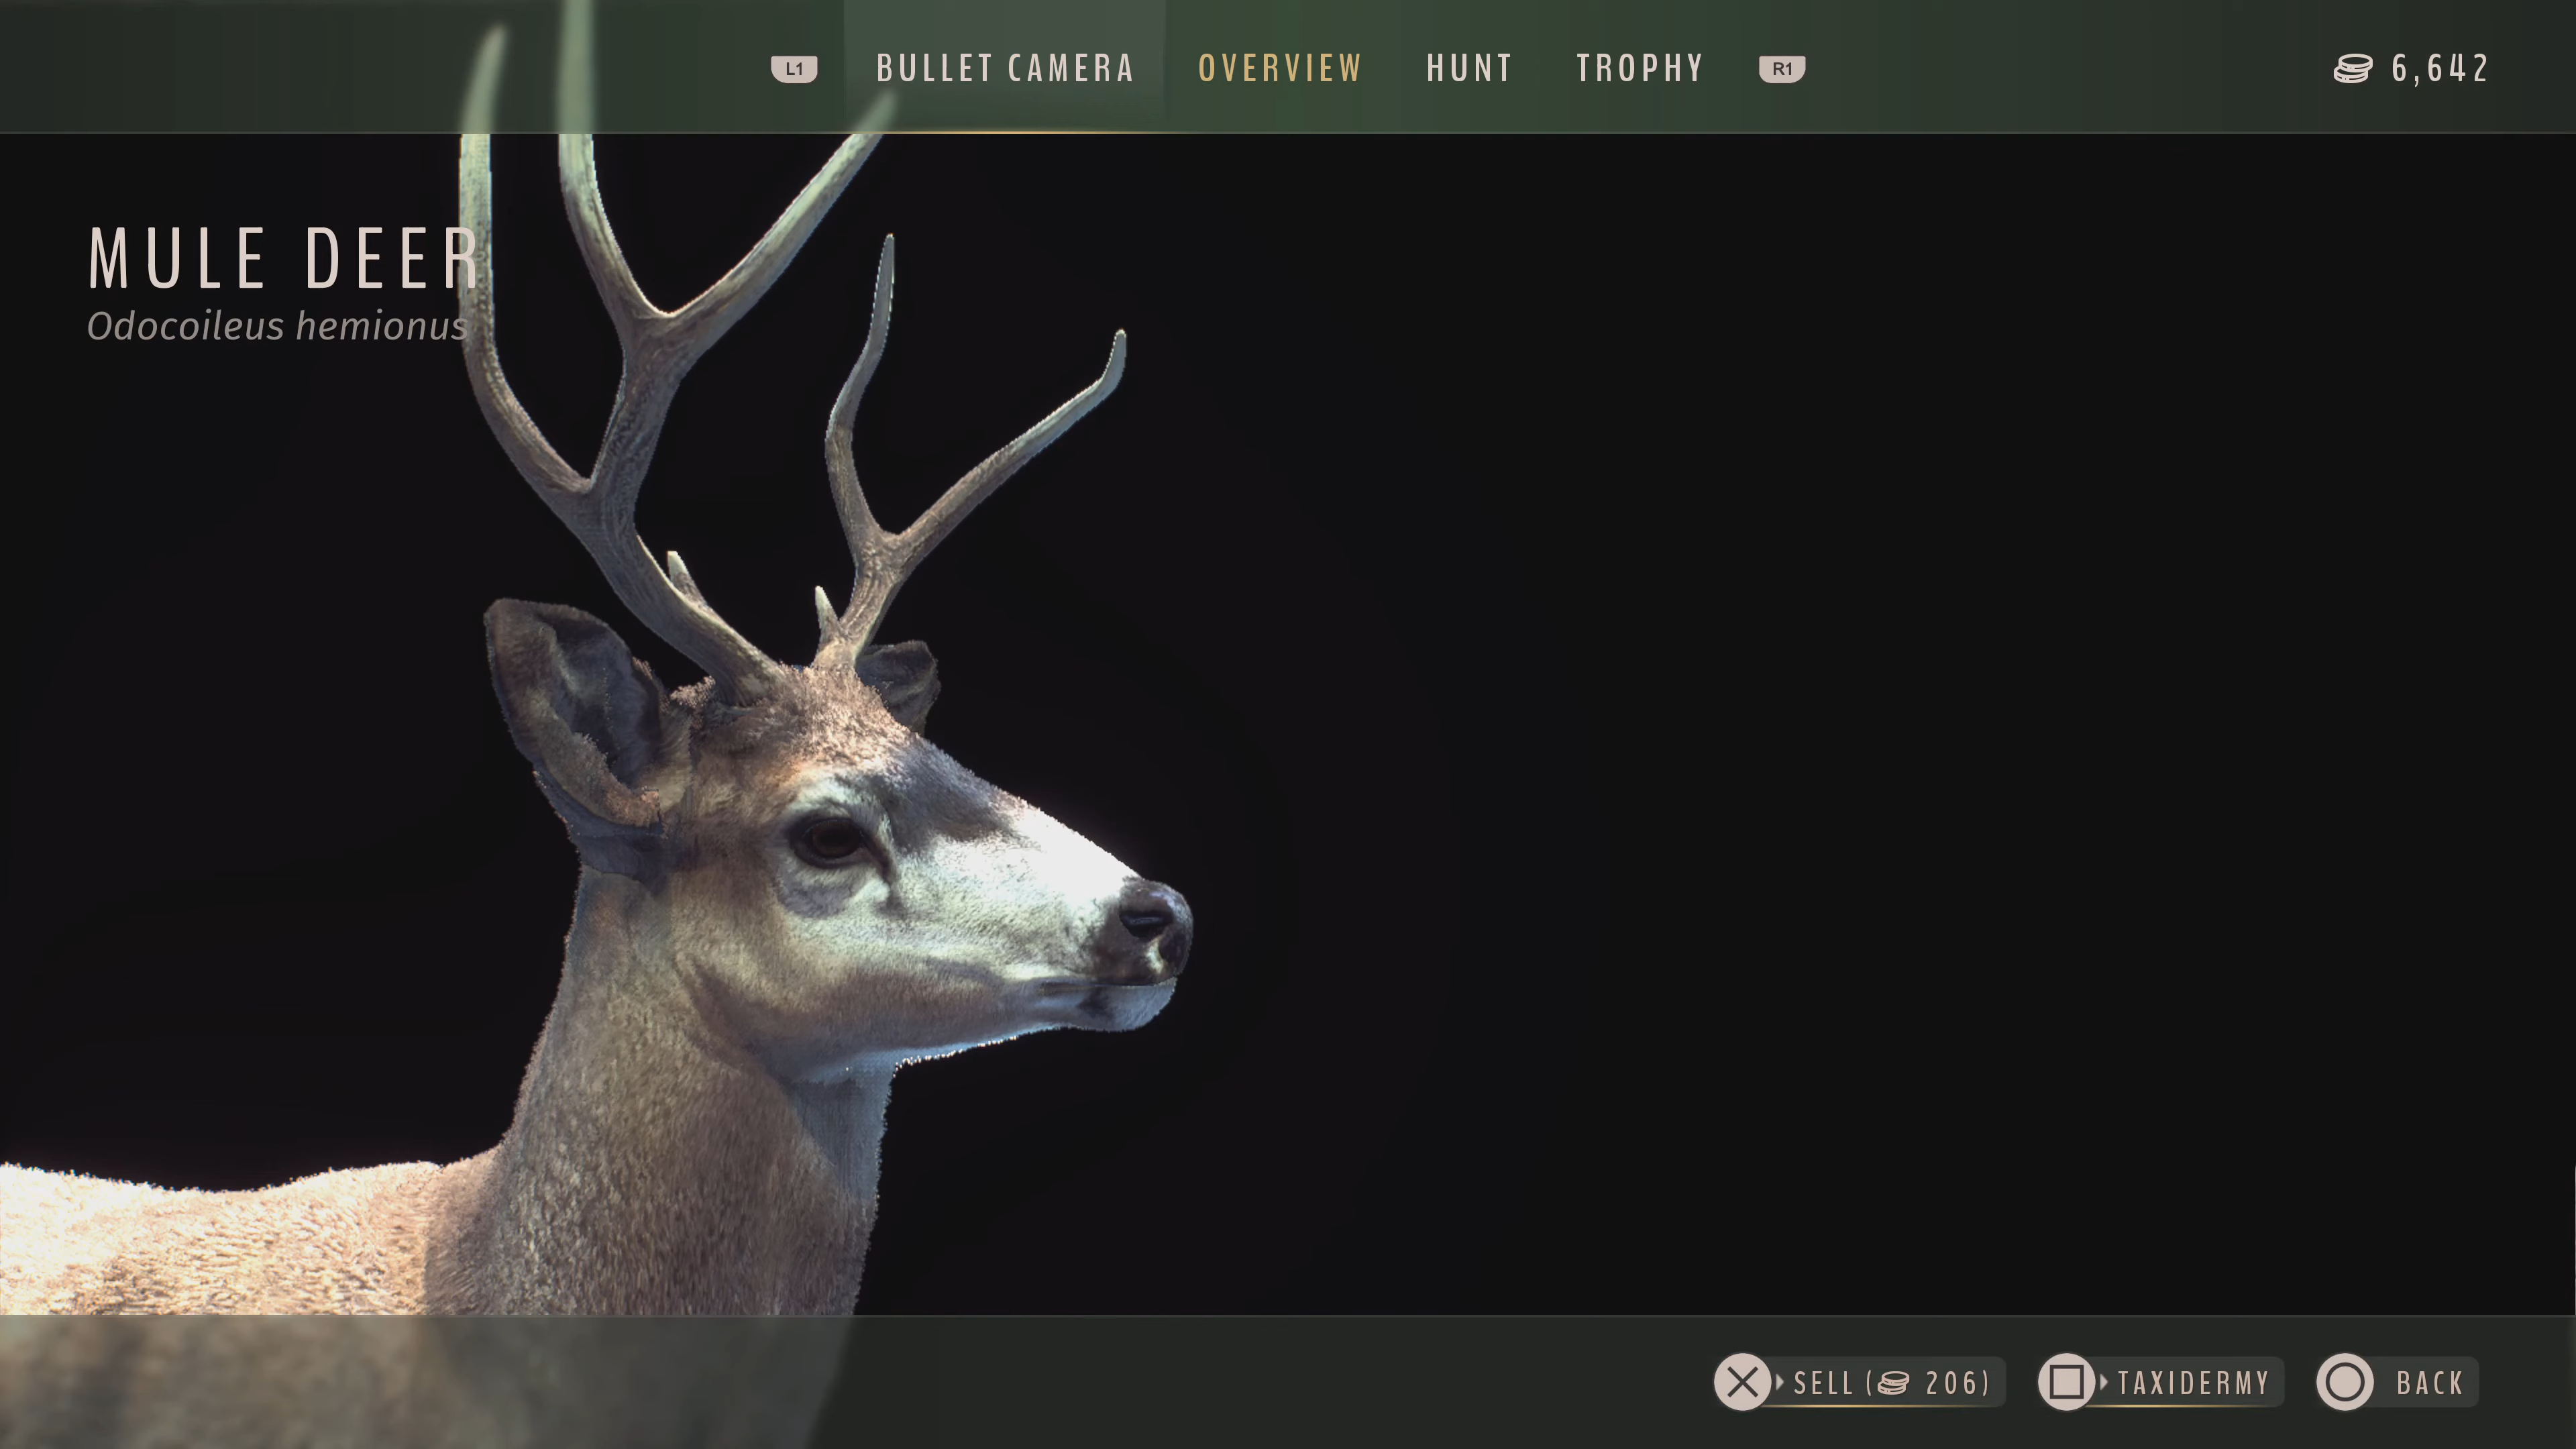 L1 BULLET CAMERA OVERVIEW HUNT TROPHY R1 6,642
MULE DEER
Odocoileus hemionus
SELL ( 206) TAXIDERMY BACK